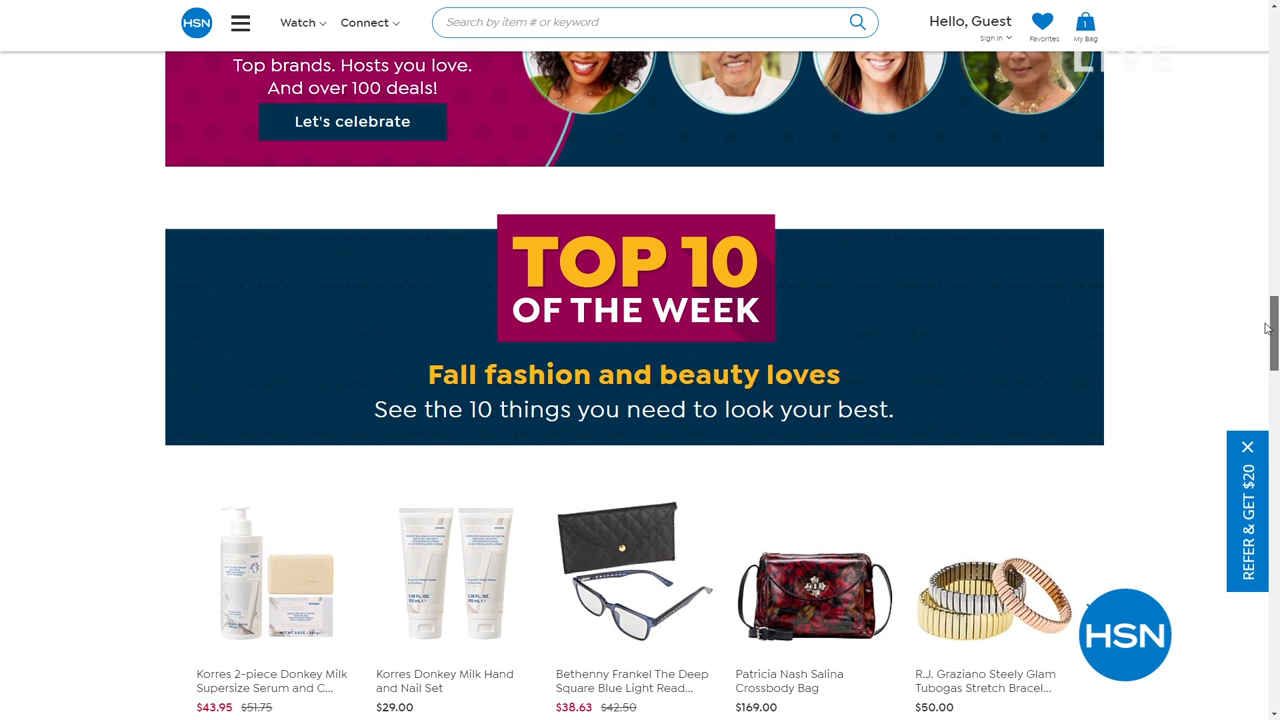 HSN
Watch
Connect
Search by item # or keyword
Hello, Guest
Sign In
Favorites
1
My Bag
LIVE
Top brands. Hosts you love.
And over 100 deals!
Let's celebrate
TOP 10
OF THE WEEK
Fall fashion and beauty loves
See the 10 things you need to look your best.
REFER & GET $20
KORRES
HSN
Korres 2-piece Donkey Milk
Supersize Serum and C...
$43.95 $51.75
Korres Donkey Milk Hand
and Nail Set
$29.00
Bethenny Frankel The Deep
Square Blue Light Read...
$38.63 $42.50
Patricia Nash Salina
Crossbody Bag
$169.00
R.J. Graziano Steely Glam
Tubogas Stretch Bracel...
$50.00